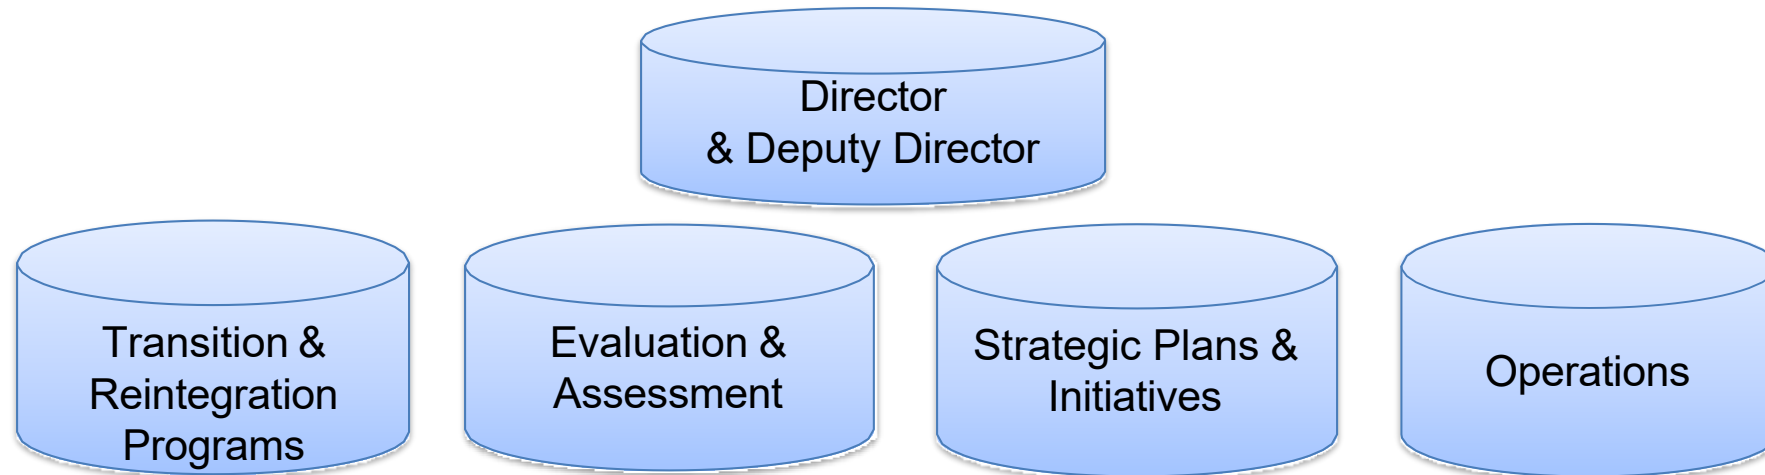 Director
& Deputy Director
Transition &
Reintegration
Programs
Evaluation &
Assessment
Strategic Plans &
Initiatives
Operations